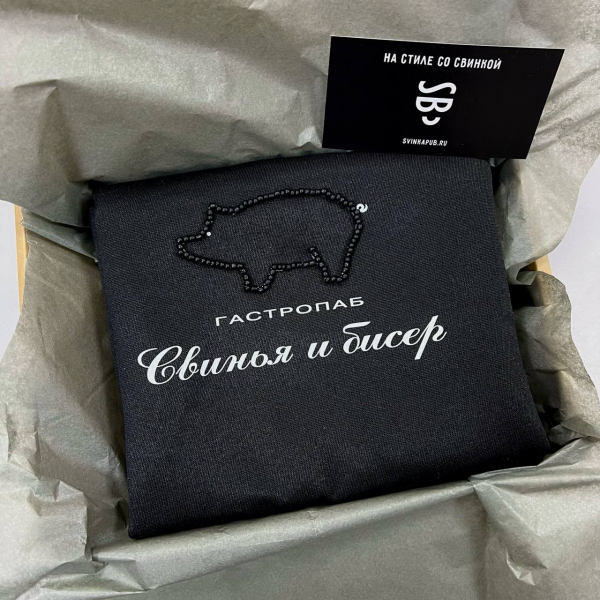 НА СТИЛЕ СО СВИНКОЙ
SB
SVINKAPUB.RU
ГАСТРОПАБ
Свинья и бисер